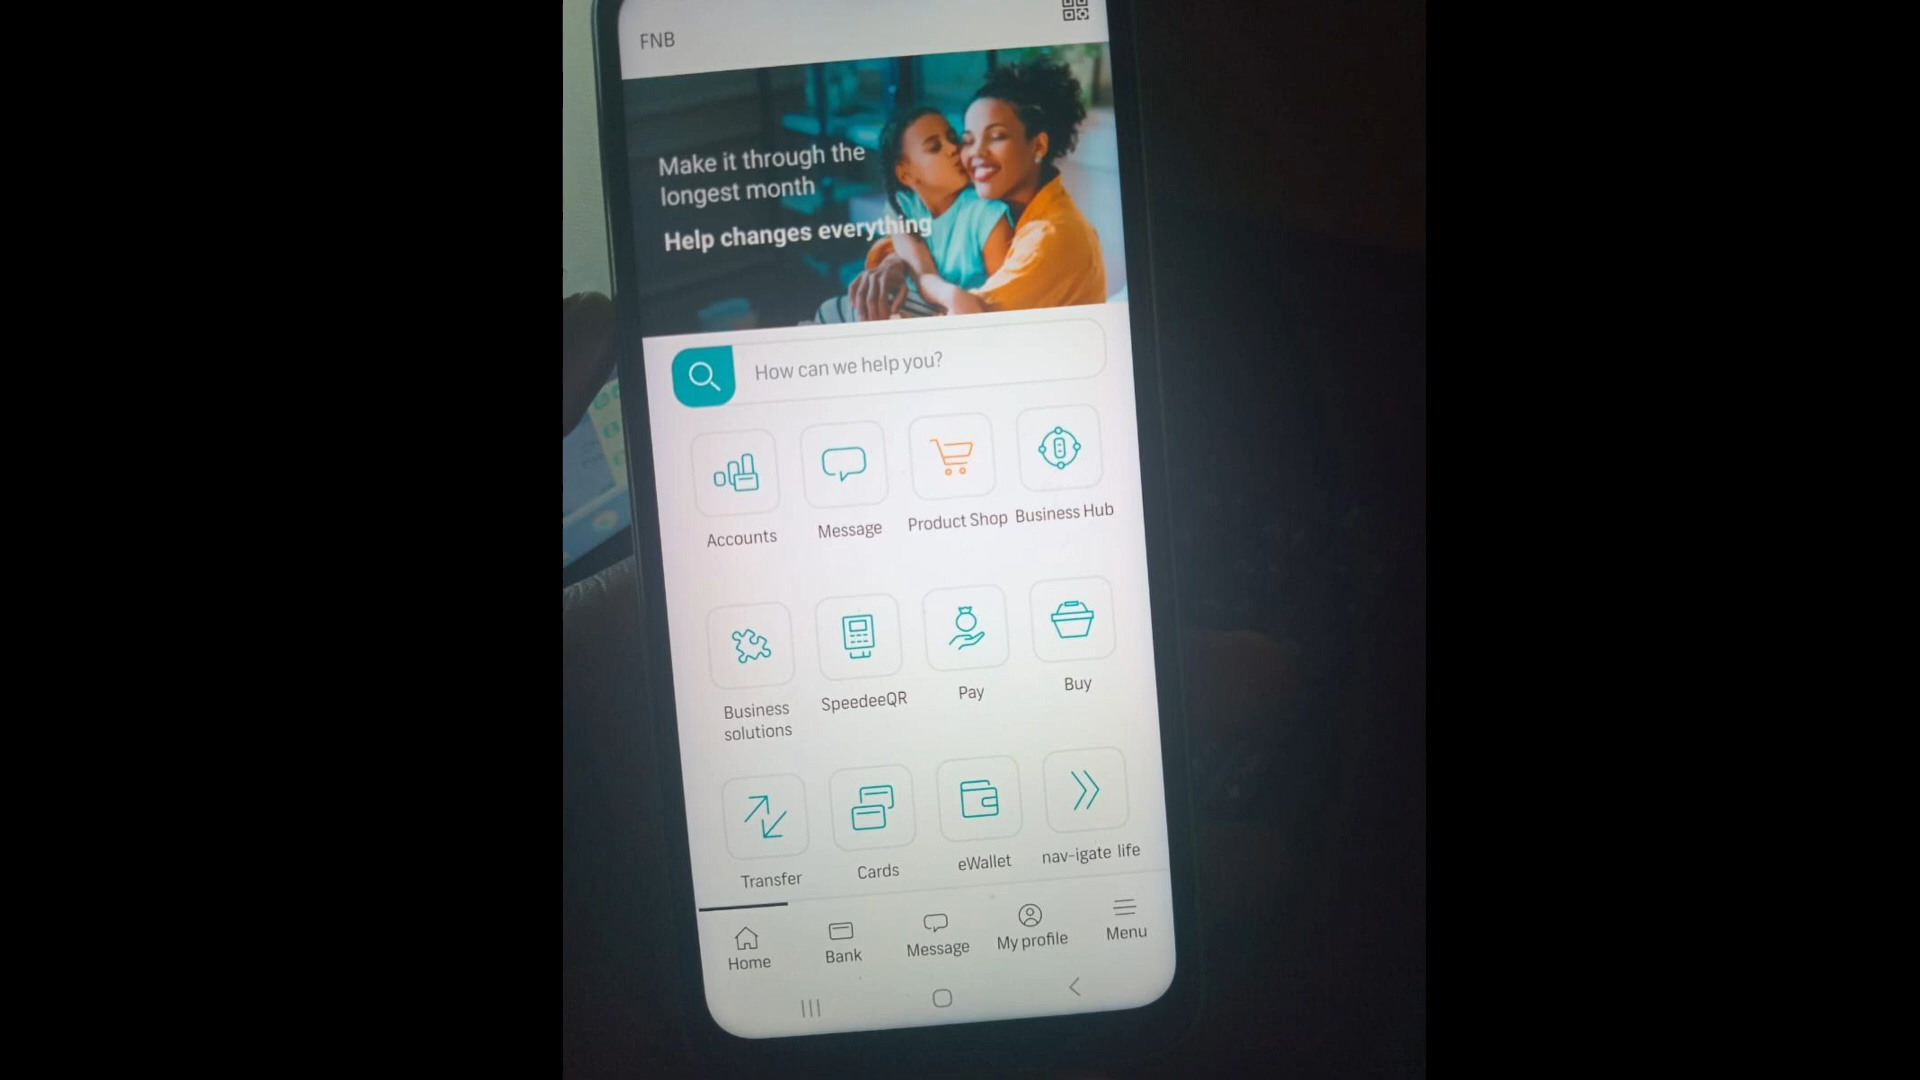 FNB
Make it through the
longest month
Help changes everything
How can we help you?
Accounts
Message
Product Shop
Business Hub
Business
solutions
SpeedeeQR
Pay
Buy
Transfer
Cards
eWallet
nav-igate life
Home
Bank
Message
My profile
Menu